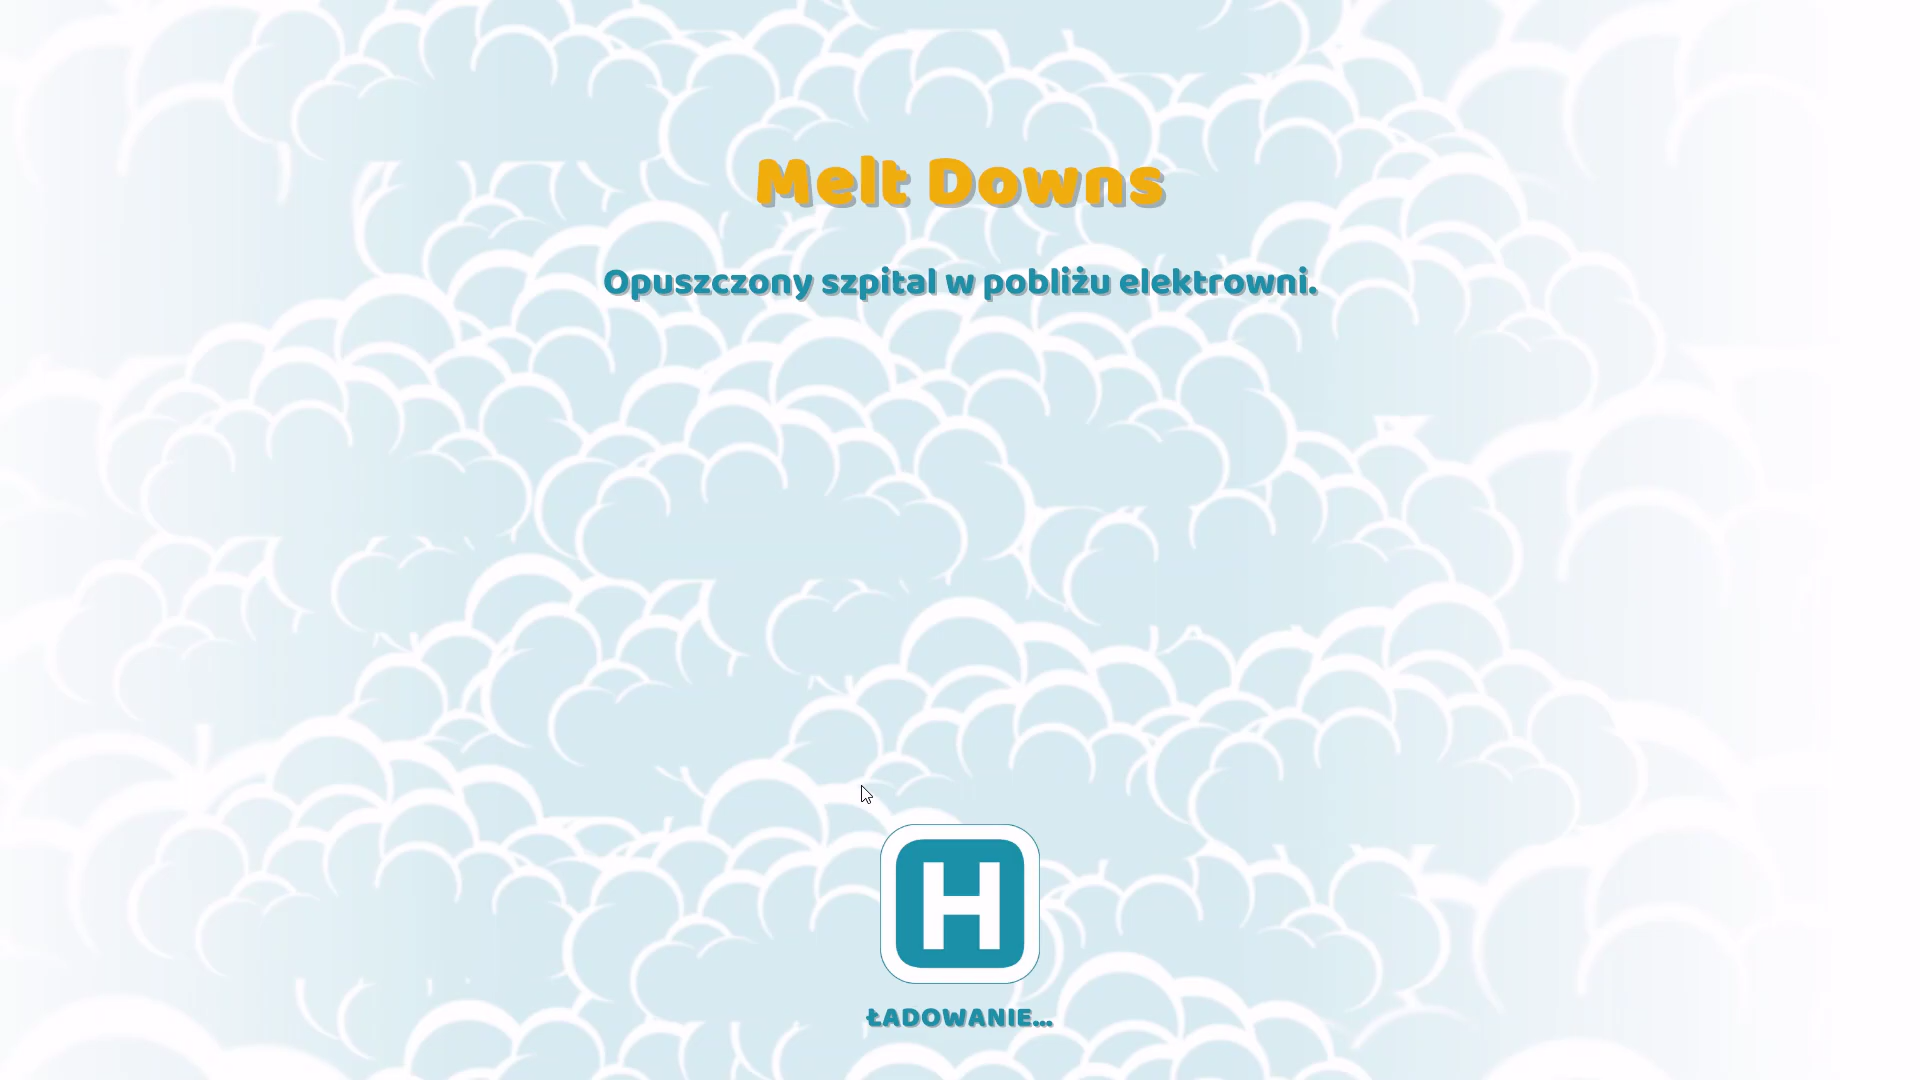 Melt Downs
Opuszczony szpital w pobliżu elektrowni.
H
ŁADOWANIE...